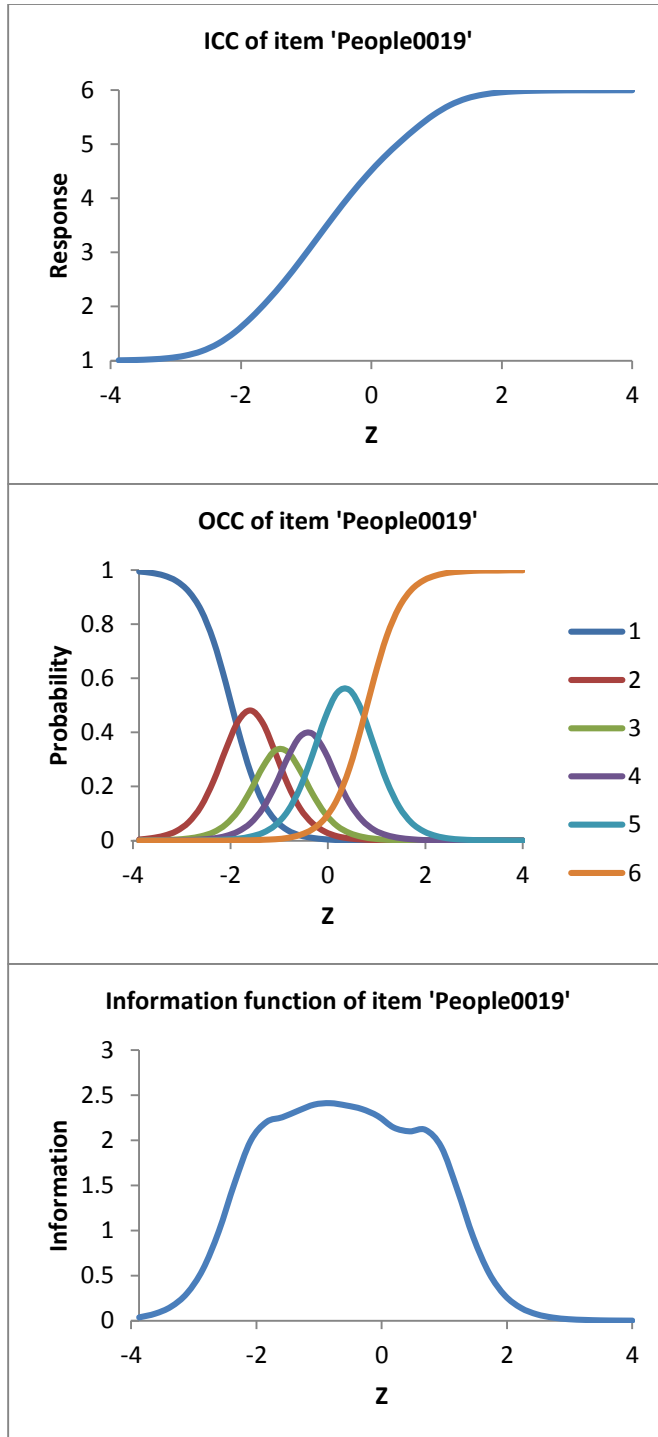 ICC of item 'People0019'
6
5
4
3
2
1
Response
-4 -2 0 2 4
Z
OCC of item 'People0019'
1
0.8
0.6
0.4
0.2
0
Probability
-4 -2 0 2 4
Z
1
2
3
4
5
6
Information function of item 'People0019'
3
2.5
2
1.5
1
0.5
0
Information
-4 -2 0 2 4
Z